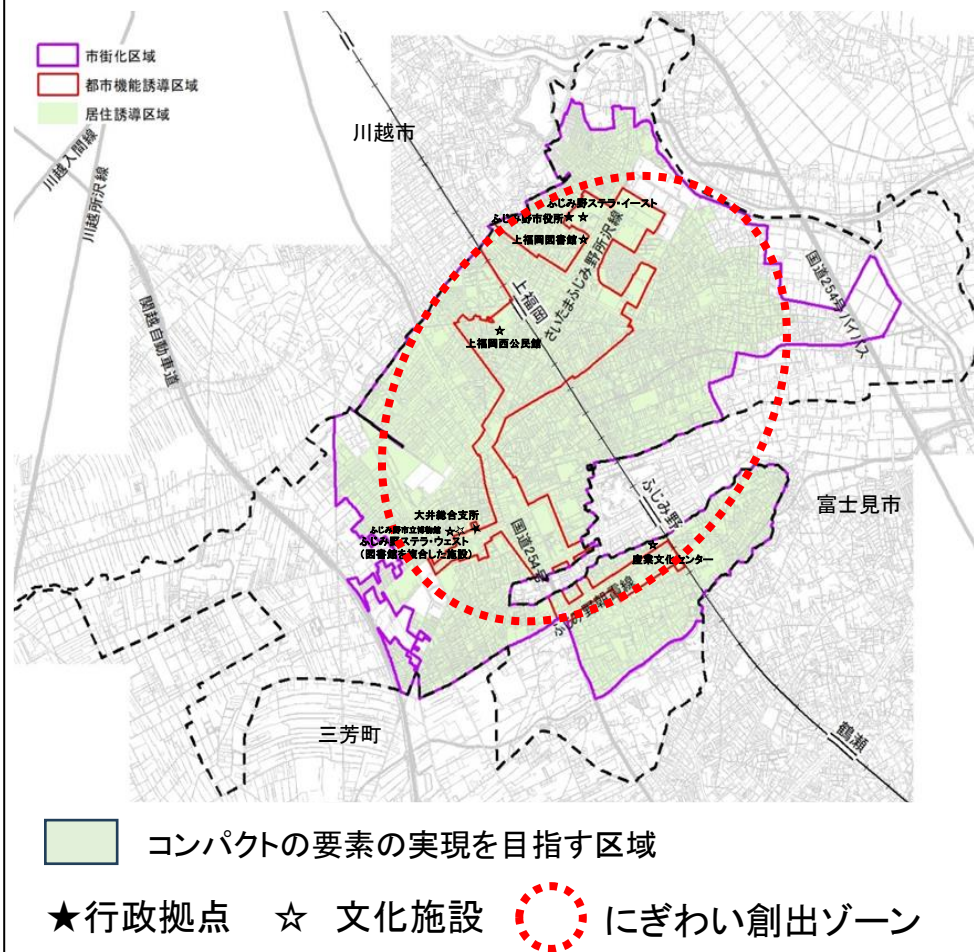 市街化区域
都市機能誘導区域
居住誘導区域
川越市
川越入間線
川越所沢線
関越自動車道
ふじみ野ステラ・イースト
ふじみ野市役所★ ☆
上福岡図書館☆
さいたまふじみ野所沢線
上福岡
☆
上福岡西公民館
国道254号バイパス
富士見市
ふじみ野
大井総合支所
ふじみ野市立博物館 ★☆ ★
ふじみ野ステラ・ウェスト
(図書館を複合した施設)
国道254号
☆
産業文化センター
ふじみ野朝霞線
三芳町
鶴瀬
コンパクトの要素の実現を目指す区域
★行政拠点 ☆ 文化施設 にぎわい創出ゾーン